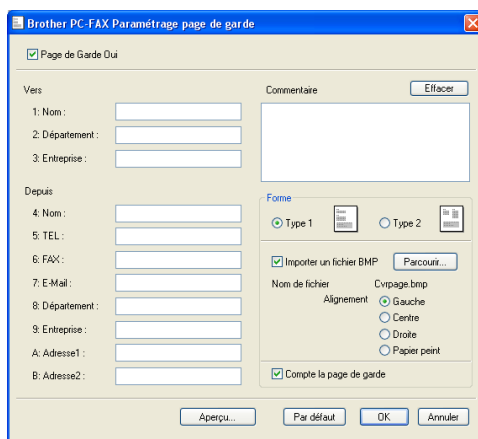 Brother PC-FAX Paramétrage page de garde
Page de Garde Oui
Vers
1: Nom :
2: Département :
3: Entreprise :
Commentaire
Effacer
Depuis
4: Nom :
5: TEL :
6: FAX :
7: E-Mail :
8: Département :
9: Entreprise :
A: Adresse1 :
B: Adresse2 :
Forme
Type 1
Type 2
Importer un fichier BMP
Parcourir...
Nom de fichier
Cvrpage.bmp
Alignement
Gauche
Centre
Droite
Papier peint
Compte la page de garde
Aperçu...
Par défaut
OK
Annuler